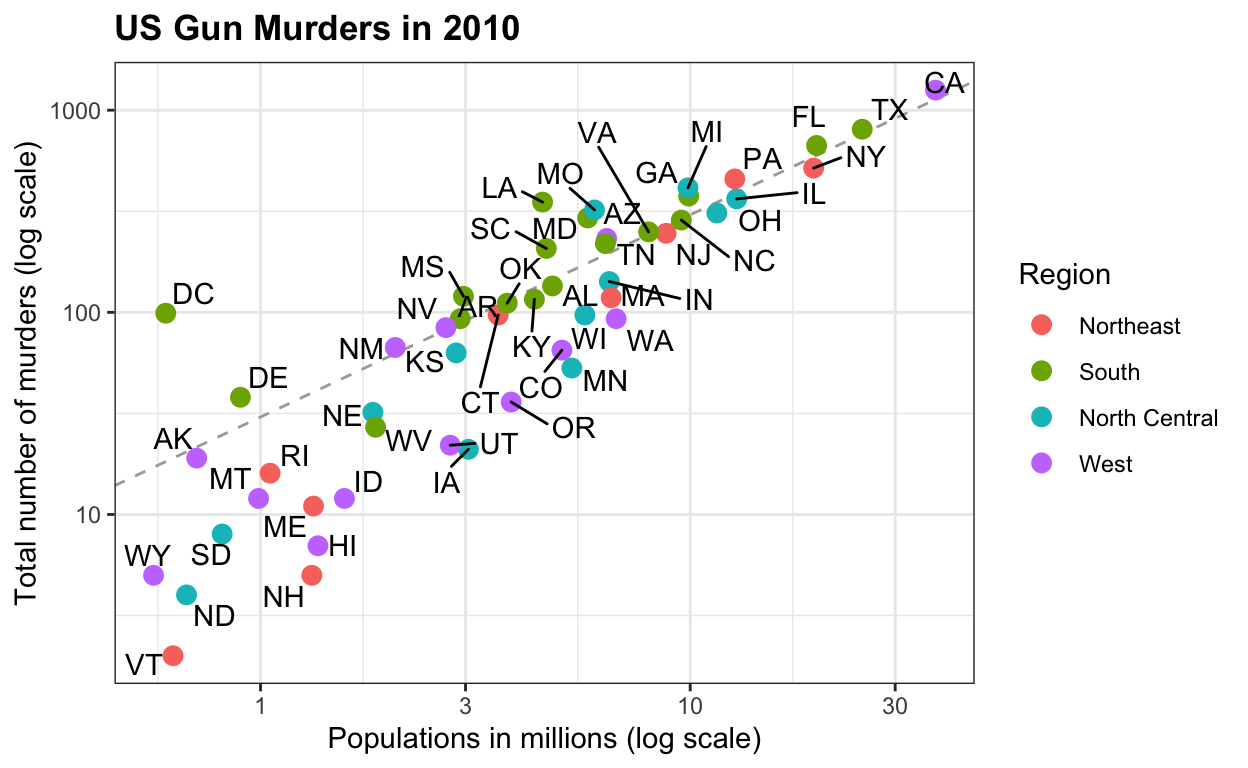 US Gun Murders in 2010
Total number of murders (log scale)
1000
100
10
CA
TX
FL
NY
VA
MI
PA
GA
MO
IL
LA
AZ
OH
SC
MD
TN
NJ
NC
MS
OK
DC
NV
AR
AL
MA
IN
KY
WI
WA
NM
KS
CO
MN
DE
CT
NE
OR
AK
WV
UT
RI
IA
MT
ID
ME
HI
WY
SD
NH
ND
VT
1
3
10
30
Populations in millions (log scale)
Region
Northeast
South
North Central
West